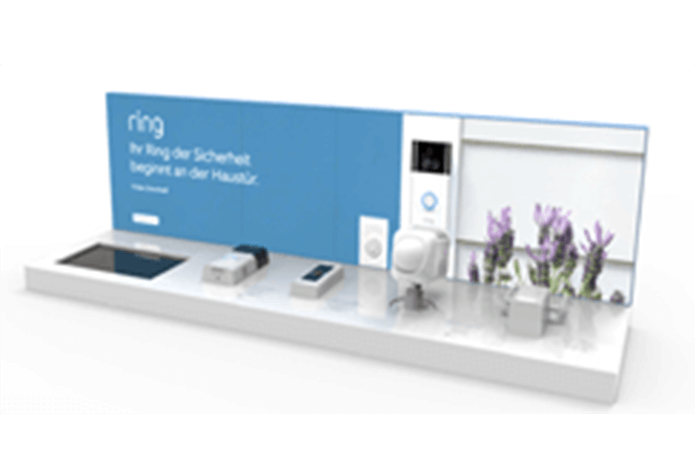 ring
Ihr Ring der Sicherheit
beginnt an der Haustür.